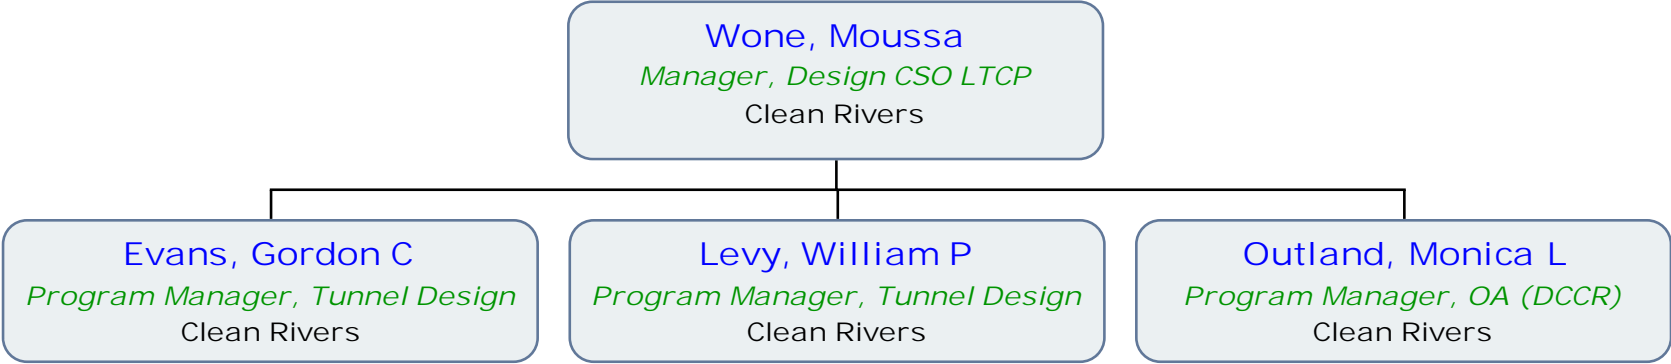 Wone, Moussa
Manager, Design CSO LTCP
Clean Rivers
Evans, Gordon C
Program Manager, Tunnel Design
Clean Rivers
Levy, William P
Program Manager, Tunnel Design
Clean Rivers
Outland, Monica L
Program Manager, OA (DCCR)
Clean Rivers